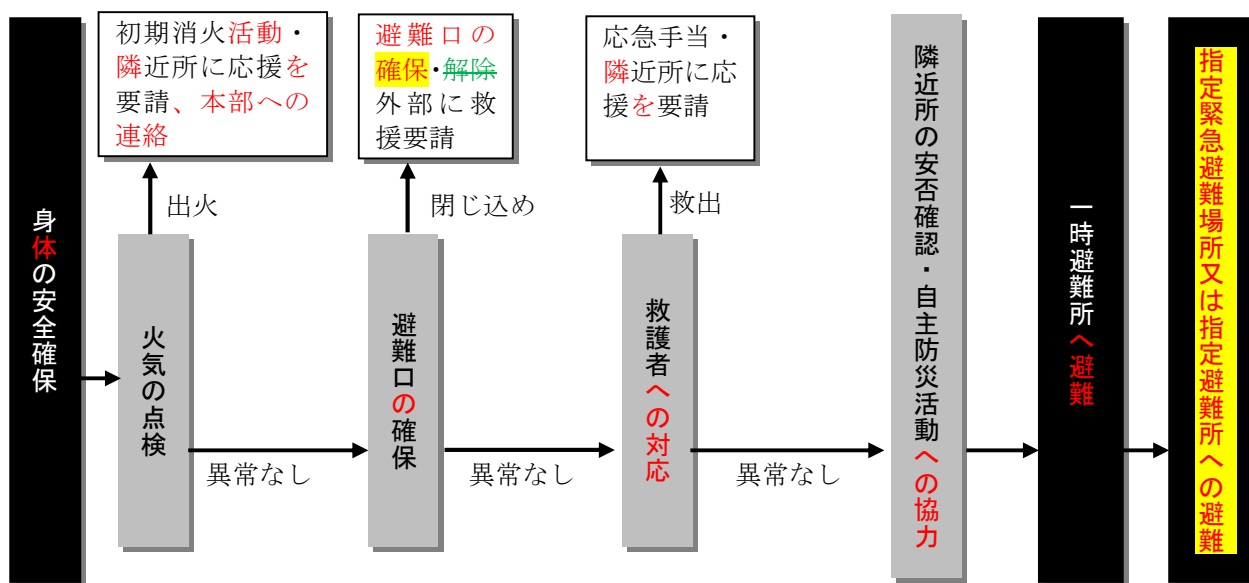 初期消火活動・
隣近所に応援を
要請、本部への
連絡
避難口の
確保・解除
外部に救
援要請
応急手当・
隣近所に応
援を要請
出火
閉じ込め
救出
身体の安全確保
火気の点検
異常なし
避難口の確保
異常なし
救護者への対応
異常なし
隣近所の安否確認・自主防災活動への協力
一時避難所へ避難
指定緊急避難場所又は指定避難所への避難